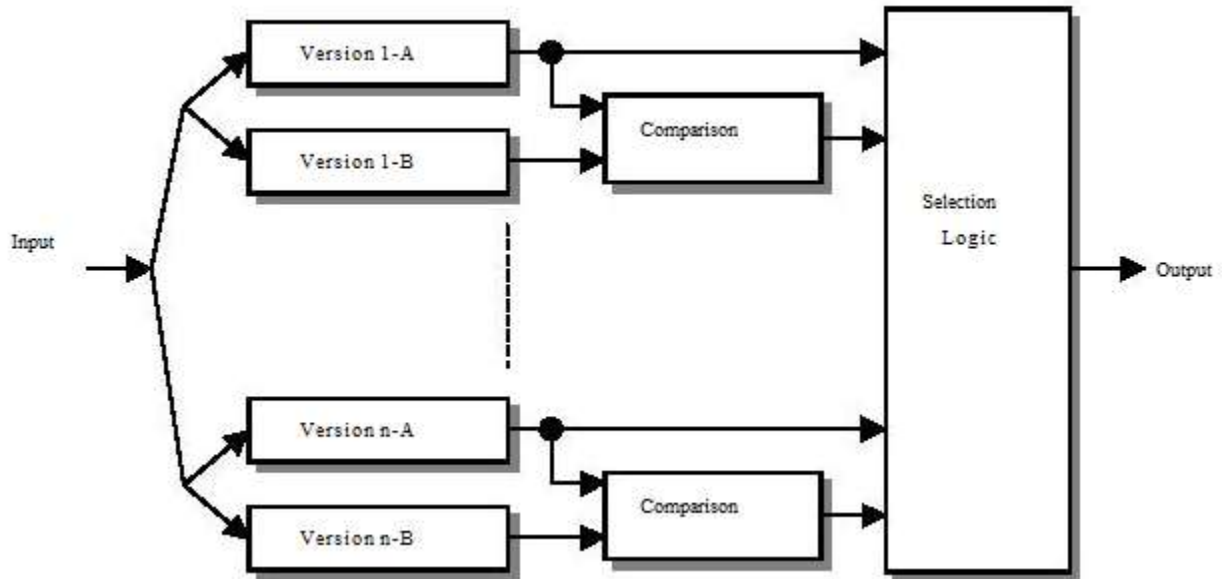 Version 1-A
Comparison
Version 1-B
Selection
Logic
Input
Output
Version n-A
Comparison
Version n-B